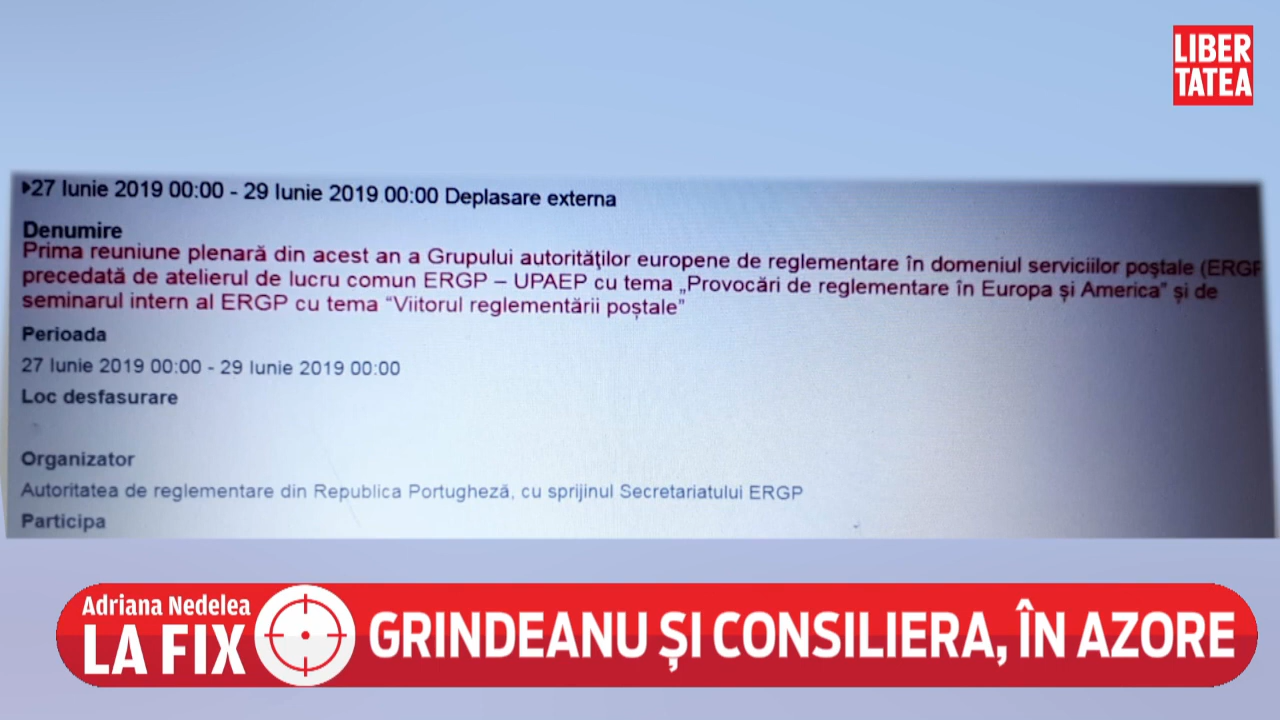 LIBER
TATEA
27 Iunie 2019 00:00 - 29 Iunie 2019 00:00 Deplasare externa
Denumire
Prima reuniune plenară din acest an a Grupului autorităţilor europene de reglementare în domeniul serviciilor poştale (ERGP
precedată de atelierul de lucru comun ERGP – UPAEP cu tema „Provocări de reglementare în Europa și America” și de
seminarul intern al ERGP cu tema “Viitorul reglementării poștale”
Perioada
27 Iunie 2019 00:00 - 29 Iunie 2019 00:00
Loc desfasurare
Organizator
Autoritatea de reglementare din Republica Portugheză, cu sprijinul Secretariatului ERGP
Participa
Adriana Nedelea
LA FIX
GRINDEANU ȘI CONSILIERA, ÎN AZORE